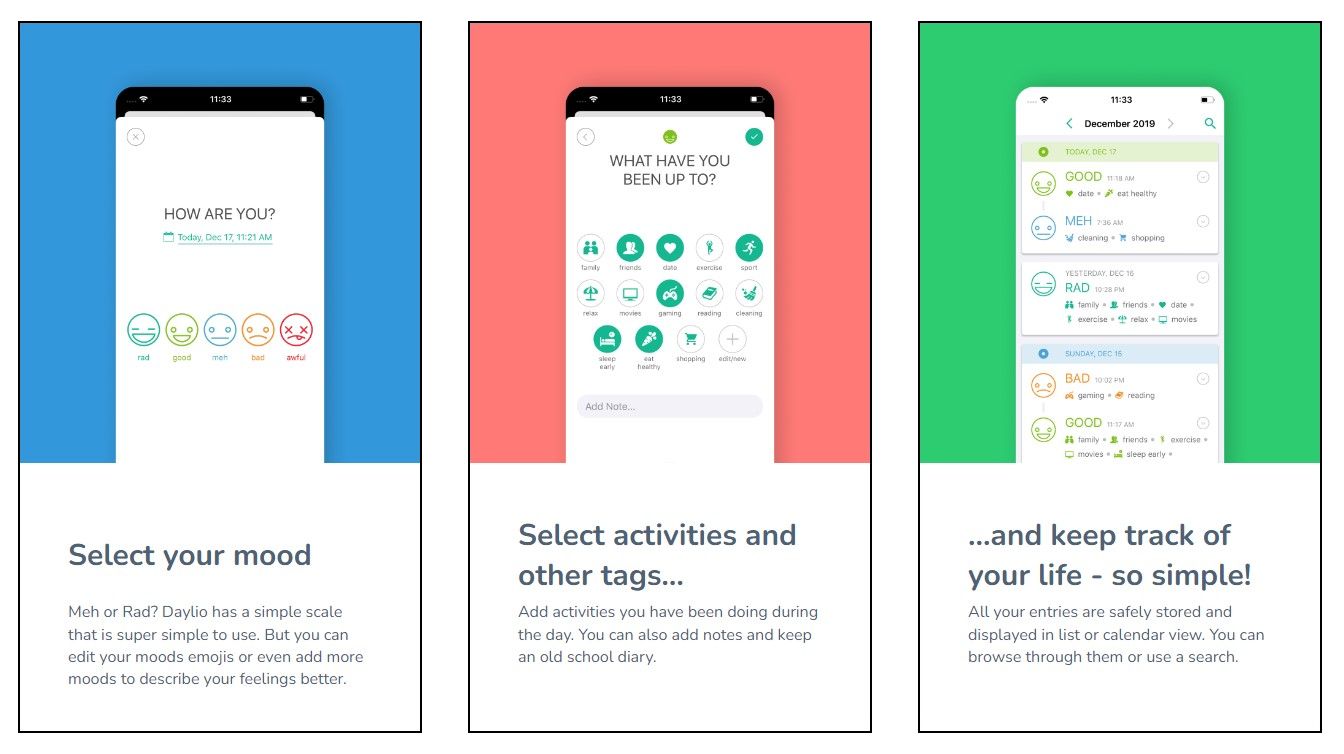 11:33
HOW ARE YOU?
Today, Dec 17, 11:21 AM
rad good meh bad awful
Select your mood
Meh or Rad? Daylio has a simple scale
that is super simple to use. But you can
edit your moods emojis or even add more
moods to describe your feelings better.
11:33
WHAT HAVE YOU
BEEN UP TO?
family friends date exercise sport
relax movies gaming reading cleaning
sleep early eat healthy shopping edit/new
Add Note...
Select activities and
other tags...
Add activities you have been doing during
the day. You can also add notes and keep
an old school diary.
11:33
December 2019
TODAY, DEC 17
GOOD 11:18 AM
date • eat healthy
MEH 7:36 AM
cleaning • shopping
YESTERDAY, DEC 16
RAD 10:28 PM
family • friends • date •
exercise • relax • movies
SUNDAY, DEC 15
BAD 10:02 PM
gaming • reading
GOOD 11:17 AM
family • friends • exercise •
movies • sleep early •
...and keep track of
your life - so simple!
All your entries are safely stored and
displayed in list or calendar view. You can
browse through them or use a search.